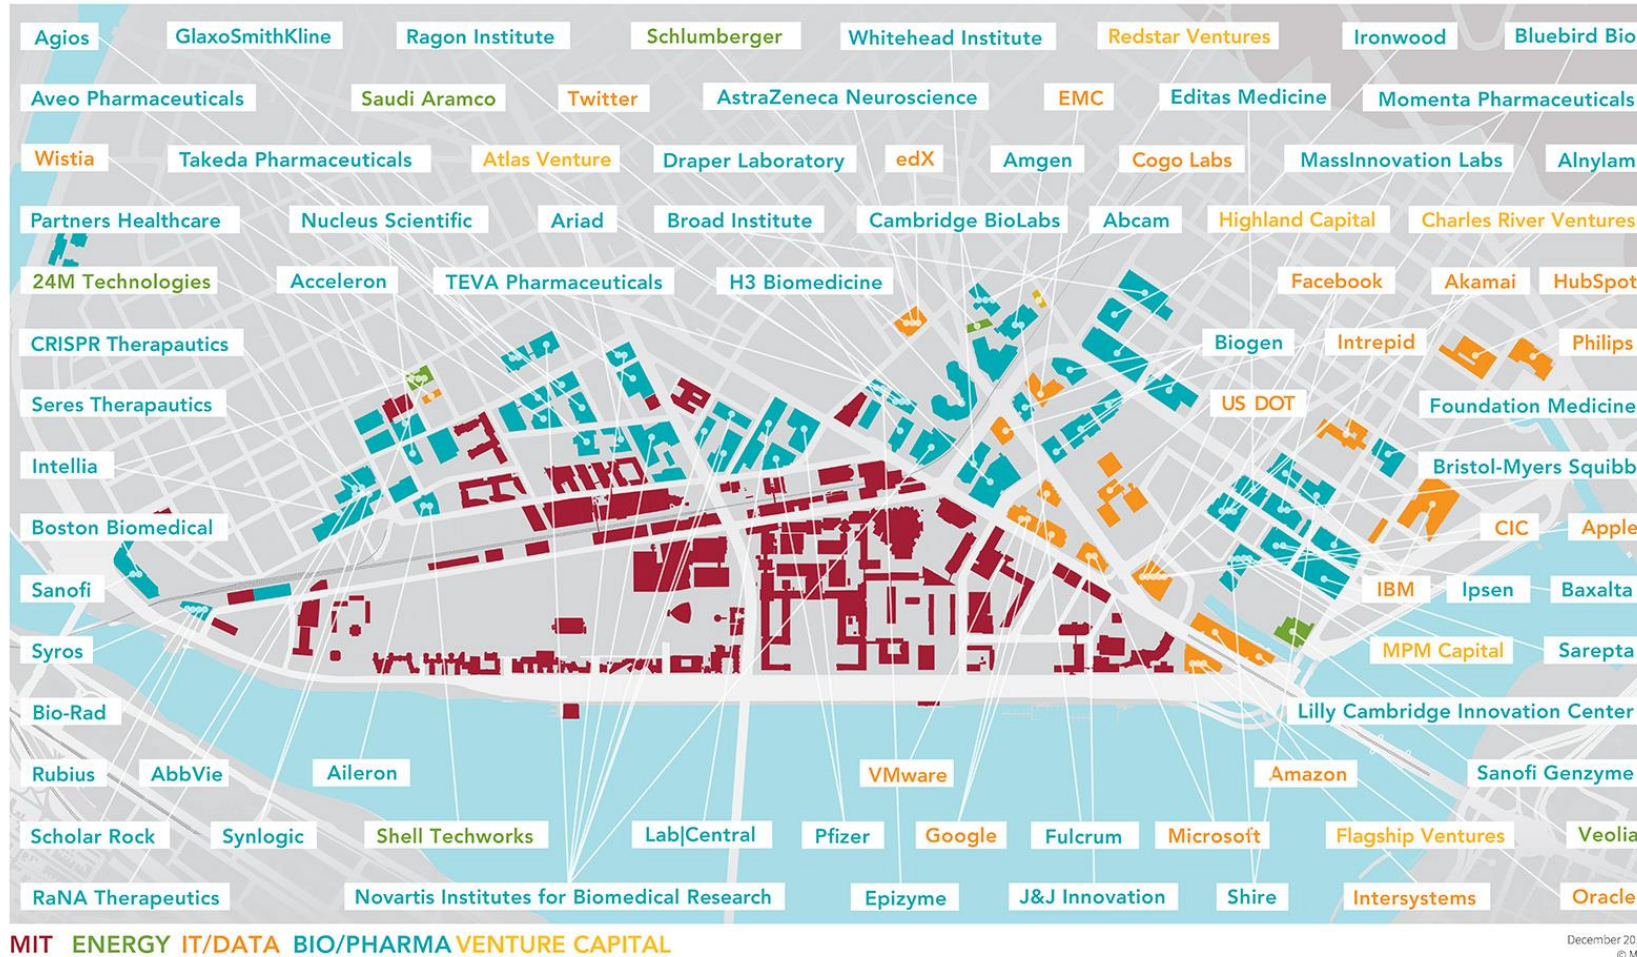 Agios GlaxoSmithKline Ragon Institute Schlumberger Whitehead Institute Redstar Ventures Ironwood Bluebird Bio
Aveo Pharmaceuticals Saudi Aramco Twitter AstraZeneca Neuroscience EMC Editas Medicine Momenta Pharmaceuticals
Wistia Takeda Pharmaceuticals Atlas Venture Draper Laboratory edX Amgen Cogo Labs MassInnovation Labs Alnylam
Partners Healthcare Nucleus Scientific Ariad Broad Institute Cambridge BioLabs Abcam Highland Capital Charles River Ventures
24M Technologies Acceleron TEVA Pharmaceuticals H3 Biomedicine Facebook Akamai HubSpot
CRISPR Therapautics Biogen Intrepid Philips
Seres Therapautics US DOT Foundation Medicine
Intellia Bristol-Myers Squibb
Boston Biomedical CIC Apple
Sanofi IBM Ipsen Baxalta
Syros MPM Capital Sarepta
Bio-Rad Lilly Cambridge Innovation Center
Rubius AbbVie Aileron VMware Amazon Sanofi Genzyme
Scholar Rock Synlogic Shell Techworks Lab|Central Pfizer Google Fulcrum Microsoft Flagship Ventures Veolia
RaNA Therapeutics Novartis Institutes for Biomedical Research Epizyme J&J Innovation Shire Intersystems Oracle
MIT ENERGY IT/DATA BIO/PHARMA VENTURE CAPITAL
December 20
© M